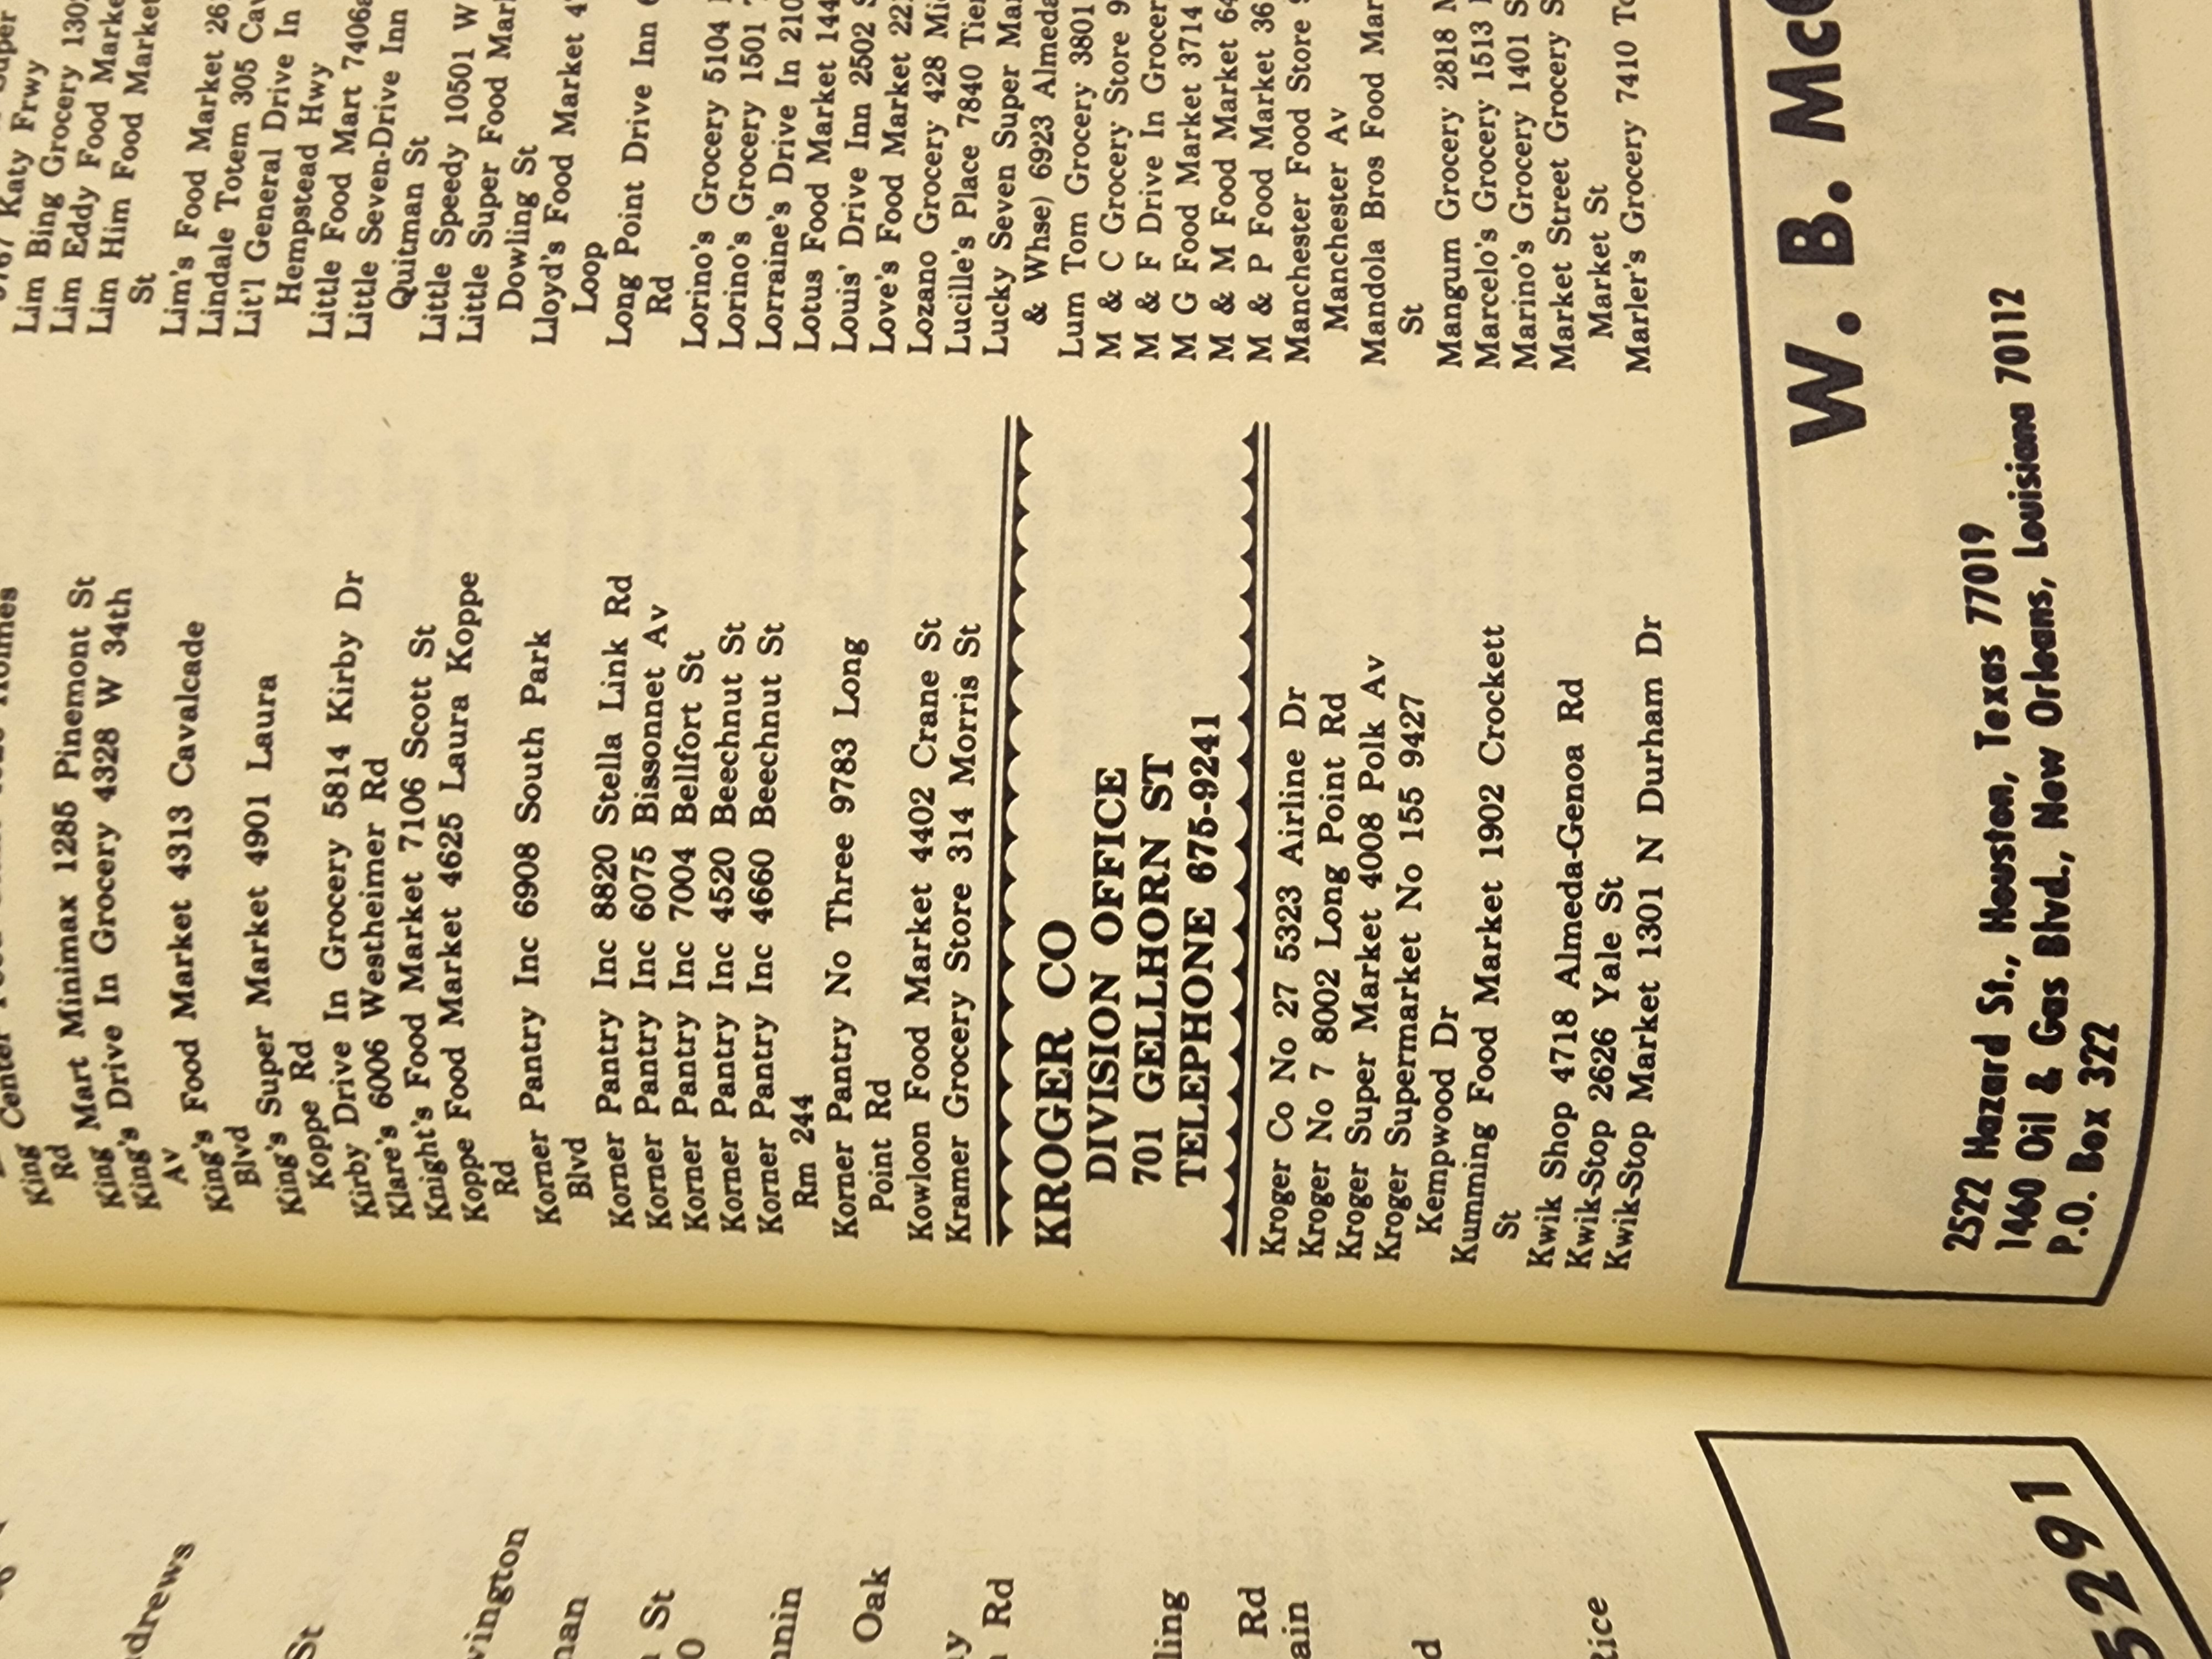 Center
King
Rd
King Mart Minimax 1285 Pinemont St
King's Drive In Grocery 4328 W 34th
Av
King's Food Market 4313 Cavalcade
Blvd
King's Super Market 4901 Laura
Koppe Rd
Kirby Drive In Grocery 5814 Kirby Dr
Klare's 6006 Westheimer Rd
Knight's Food Market 7106 Scott St
Koppe Food Market 4625 Laura Koppe
Rd
Korner Pantry Inc 6908 South Park
Blvd
Korner Pantry Inc 8820 Stella Link Rd
Korner Pantry Inc 6075 Bissonnet Av
Korner Pantry Inc 7004 Bellfort St
Korner Pantry Inc 4520 Beechnut St
Korner Pantry Inc 4660 Beechnut St
Rm 244
Korner Pantry No Three 9783 Long
Point Rd
Kowloon Food Market 4402 Crane St
Kramer Grocery Store 314 Morris St
KROGER CO
DIVISION OFFICE
701 GELLHORN ST
TELEPHONE 675-9241
Kroger Co No 27 5323 Airline Dr
Kroger No 7 8002 Long Point Rd
Kroger Super Market 4008 Polk Av
Kroger Supermarket No 155 9427
Kempwood Dr
Kumming Food Market 1902 Crockett
St
Kwik Shop 4718 Almeda-Genoa Rd
Kwik-Stop 2626 Yale St
Kwik-Stop Market 1301 N Durham Dr
Katy Frwy
Lim Bing Grocery
Lim Eddy Food
Lim Him Food Market
St
Lim's Food Market
Lindale Totem 305
Lit'l General Drive In
Hempstead Hwy
Little Food Mart
Little Seven-Drive Inn
Quitman St
Little Speedy 10501 W
Little Super Food
Dowling St
Lloyd's Food Market
Loop
Long Point Drive Inn
Rd
Lorino's Grocery 5104
Lorino's Grocery 1501
Lorraine's Drive In
Lotus Food Market
Louis' Drive Inn 2502
Love's Food Market
Lozano Grocery 428
Lucille's Place 7840
Lucky Seven Super
& Whse) 6923 Almeda
Lum Tom Grocery 3801
M & C Grocery Store
M & F Drive In
M G Food Market 3714
M & M Food Market
M & P Food Market
Manchester Food Store
Manchester Av
Mandola Bros Food
St
Mangum Grocery 2818
Marcelo's Grocery 1513
Marino's Grocery 1401
Market Street Grocery
Market St
Marler's Grocery 7410
W. B.
2522 Hazard St., Houston, Texas 77019
1460 Oil & Gas Blvd., New Orleans, Louisiana 70112
P.O. Box 322
St
St
Oak
Rd
Rd
5291